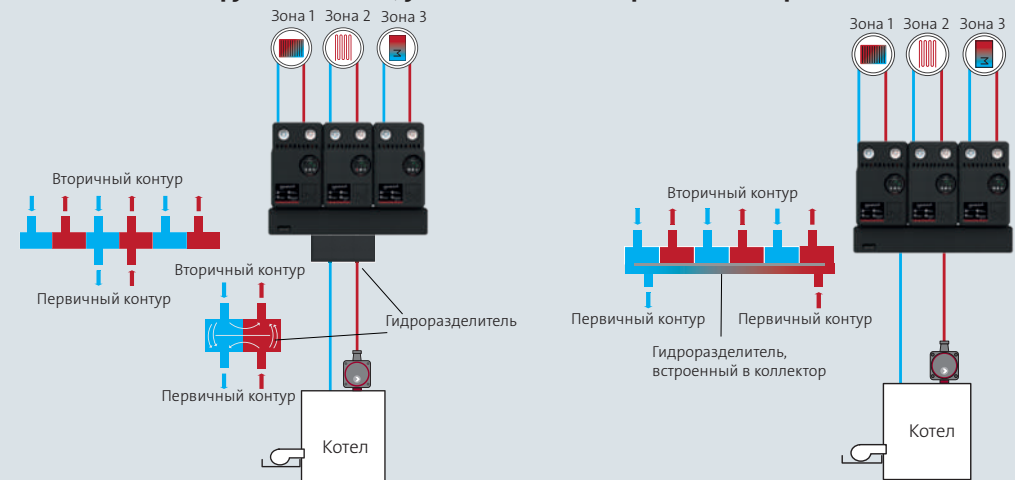 Зона 1 Зона 2 Зона 3
Вторичный контур
Первичный контур
Вторичный контур
Гидроразделитель
Первичный контур
Котел
Зона 1 Зона 2 Зона 3
Вторичный контур
Первичный контур Первичный контур
Гидроразделитель,
встроенный в коллектор
Котел